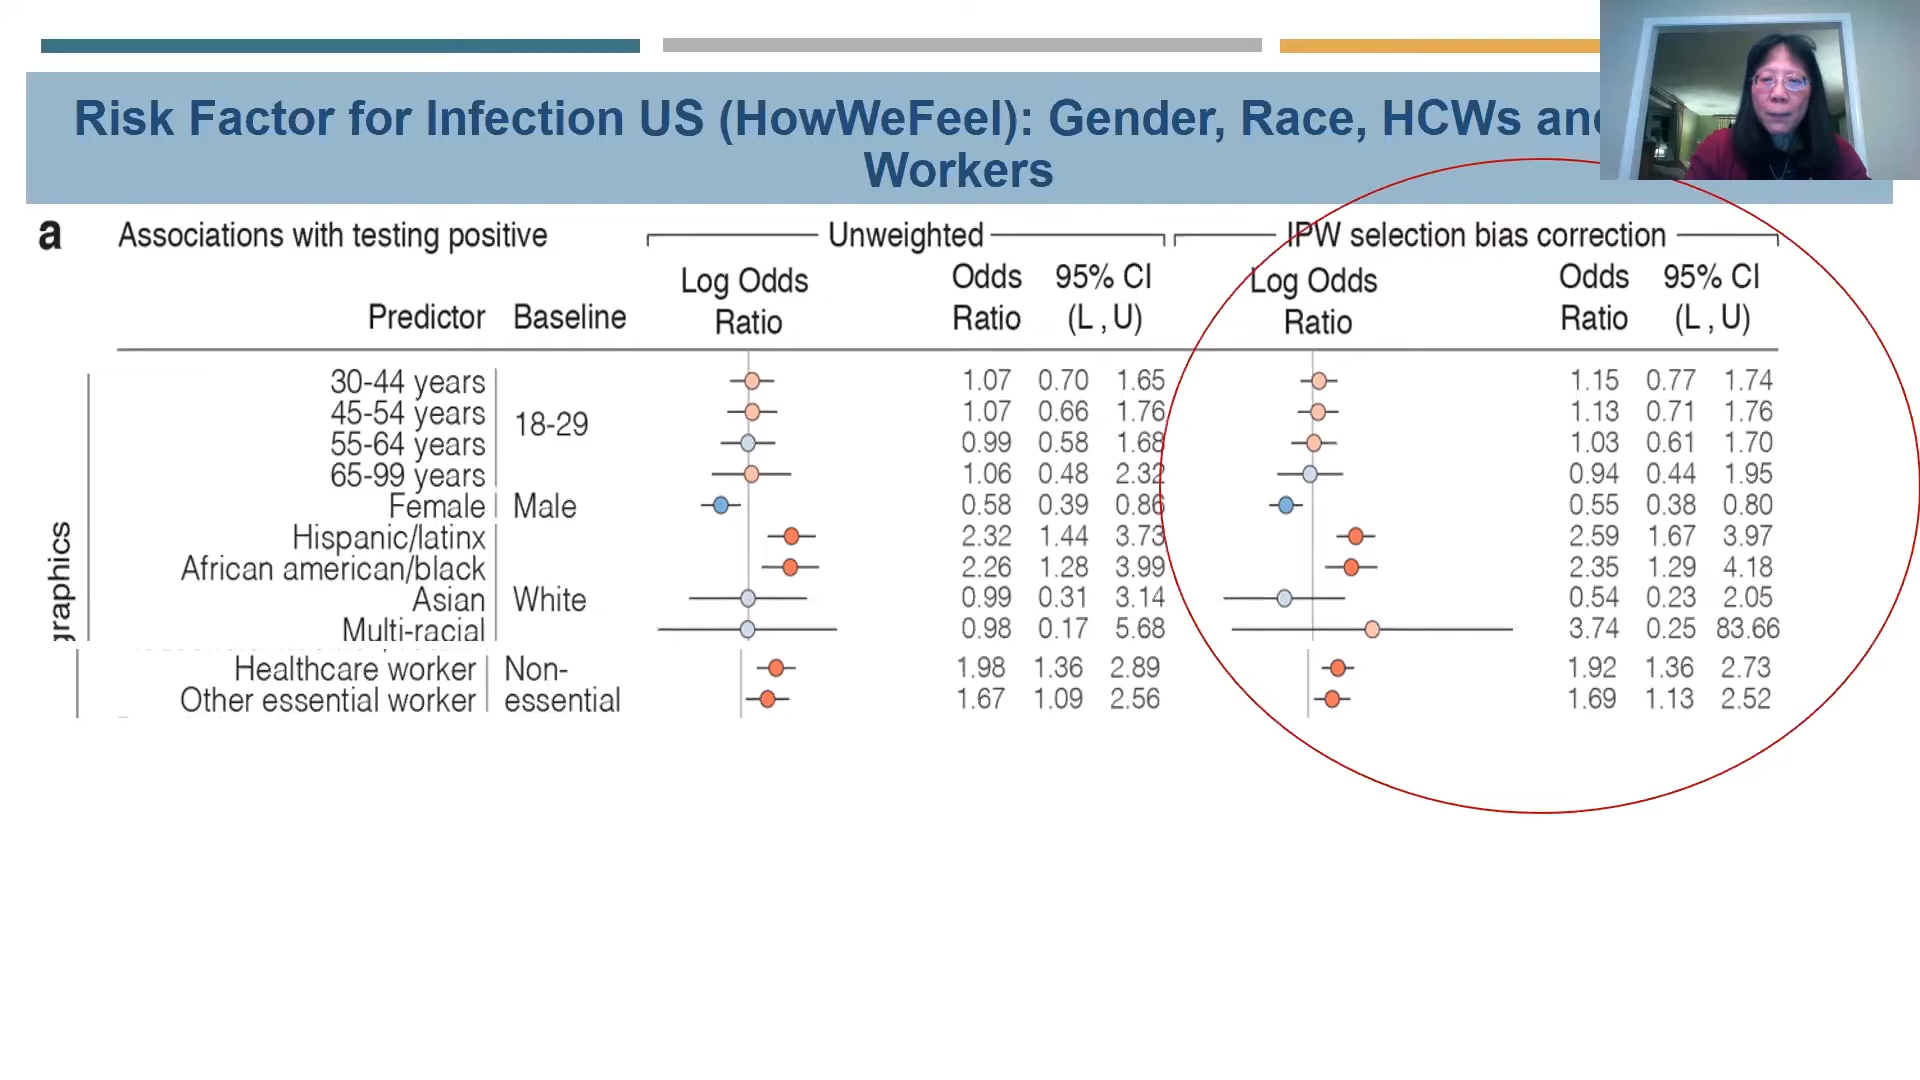 Risk Factor for Infection US (HowWeFeel): Gender, Race, HCWs
Workers
a Associations with testing positive Unweighted IPW selection bias correction
Log Odds Odds 95% CI Log Odds Odds 95% CI
Predictor Baseline Ratio Ratio (L , U) Ratio Ratio (L , U)
30-44 years 1.07 0.70 1.65 1.15 0.77 1.74
45-54 years 18-29 1.07 0.66 1.76 1.13 0.71 1.76
55-64 years 0.99 0.58 1.68 1.03 0.61 1.70
65-99 years 1.06 0.48 2.32 0.94 0.44 1.95
Female Male 0.58 0.39 0.86 0.55 0.38 0.80
Hispanic/latinx 2.32 1.44 3.73 2.59 1.67 3.97
African american/black 2.26 1.28 3.99 2.35 1.29 4.18
Asian White 0.99 0.31 3.14 0.54 0.23 2.05
Multi-racial 0.98 0.17 5.68 3.74 0.25 83.66
Healthcare worker Non- 1.98 1.36 2.89 1.92 1.36 2.73
Other essential worker essential 1.67 1.09 2.56 1.69 1.13 2.52